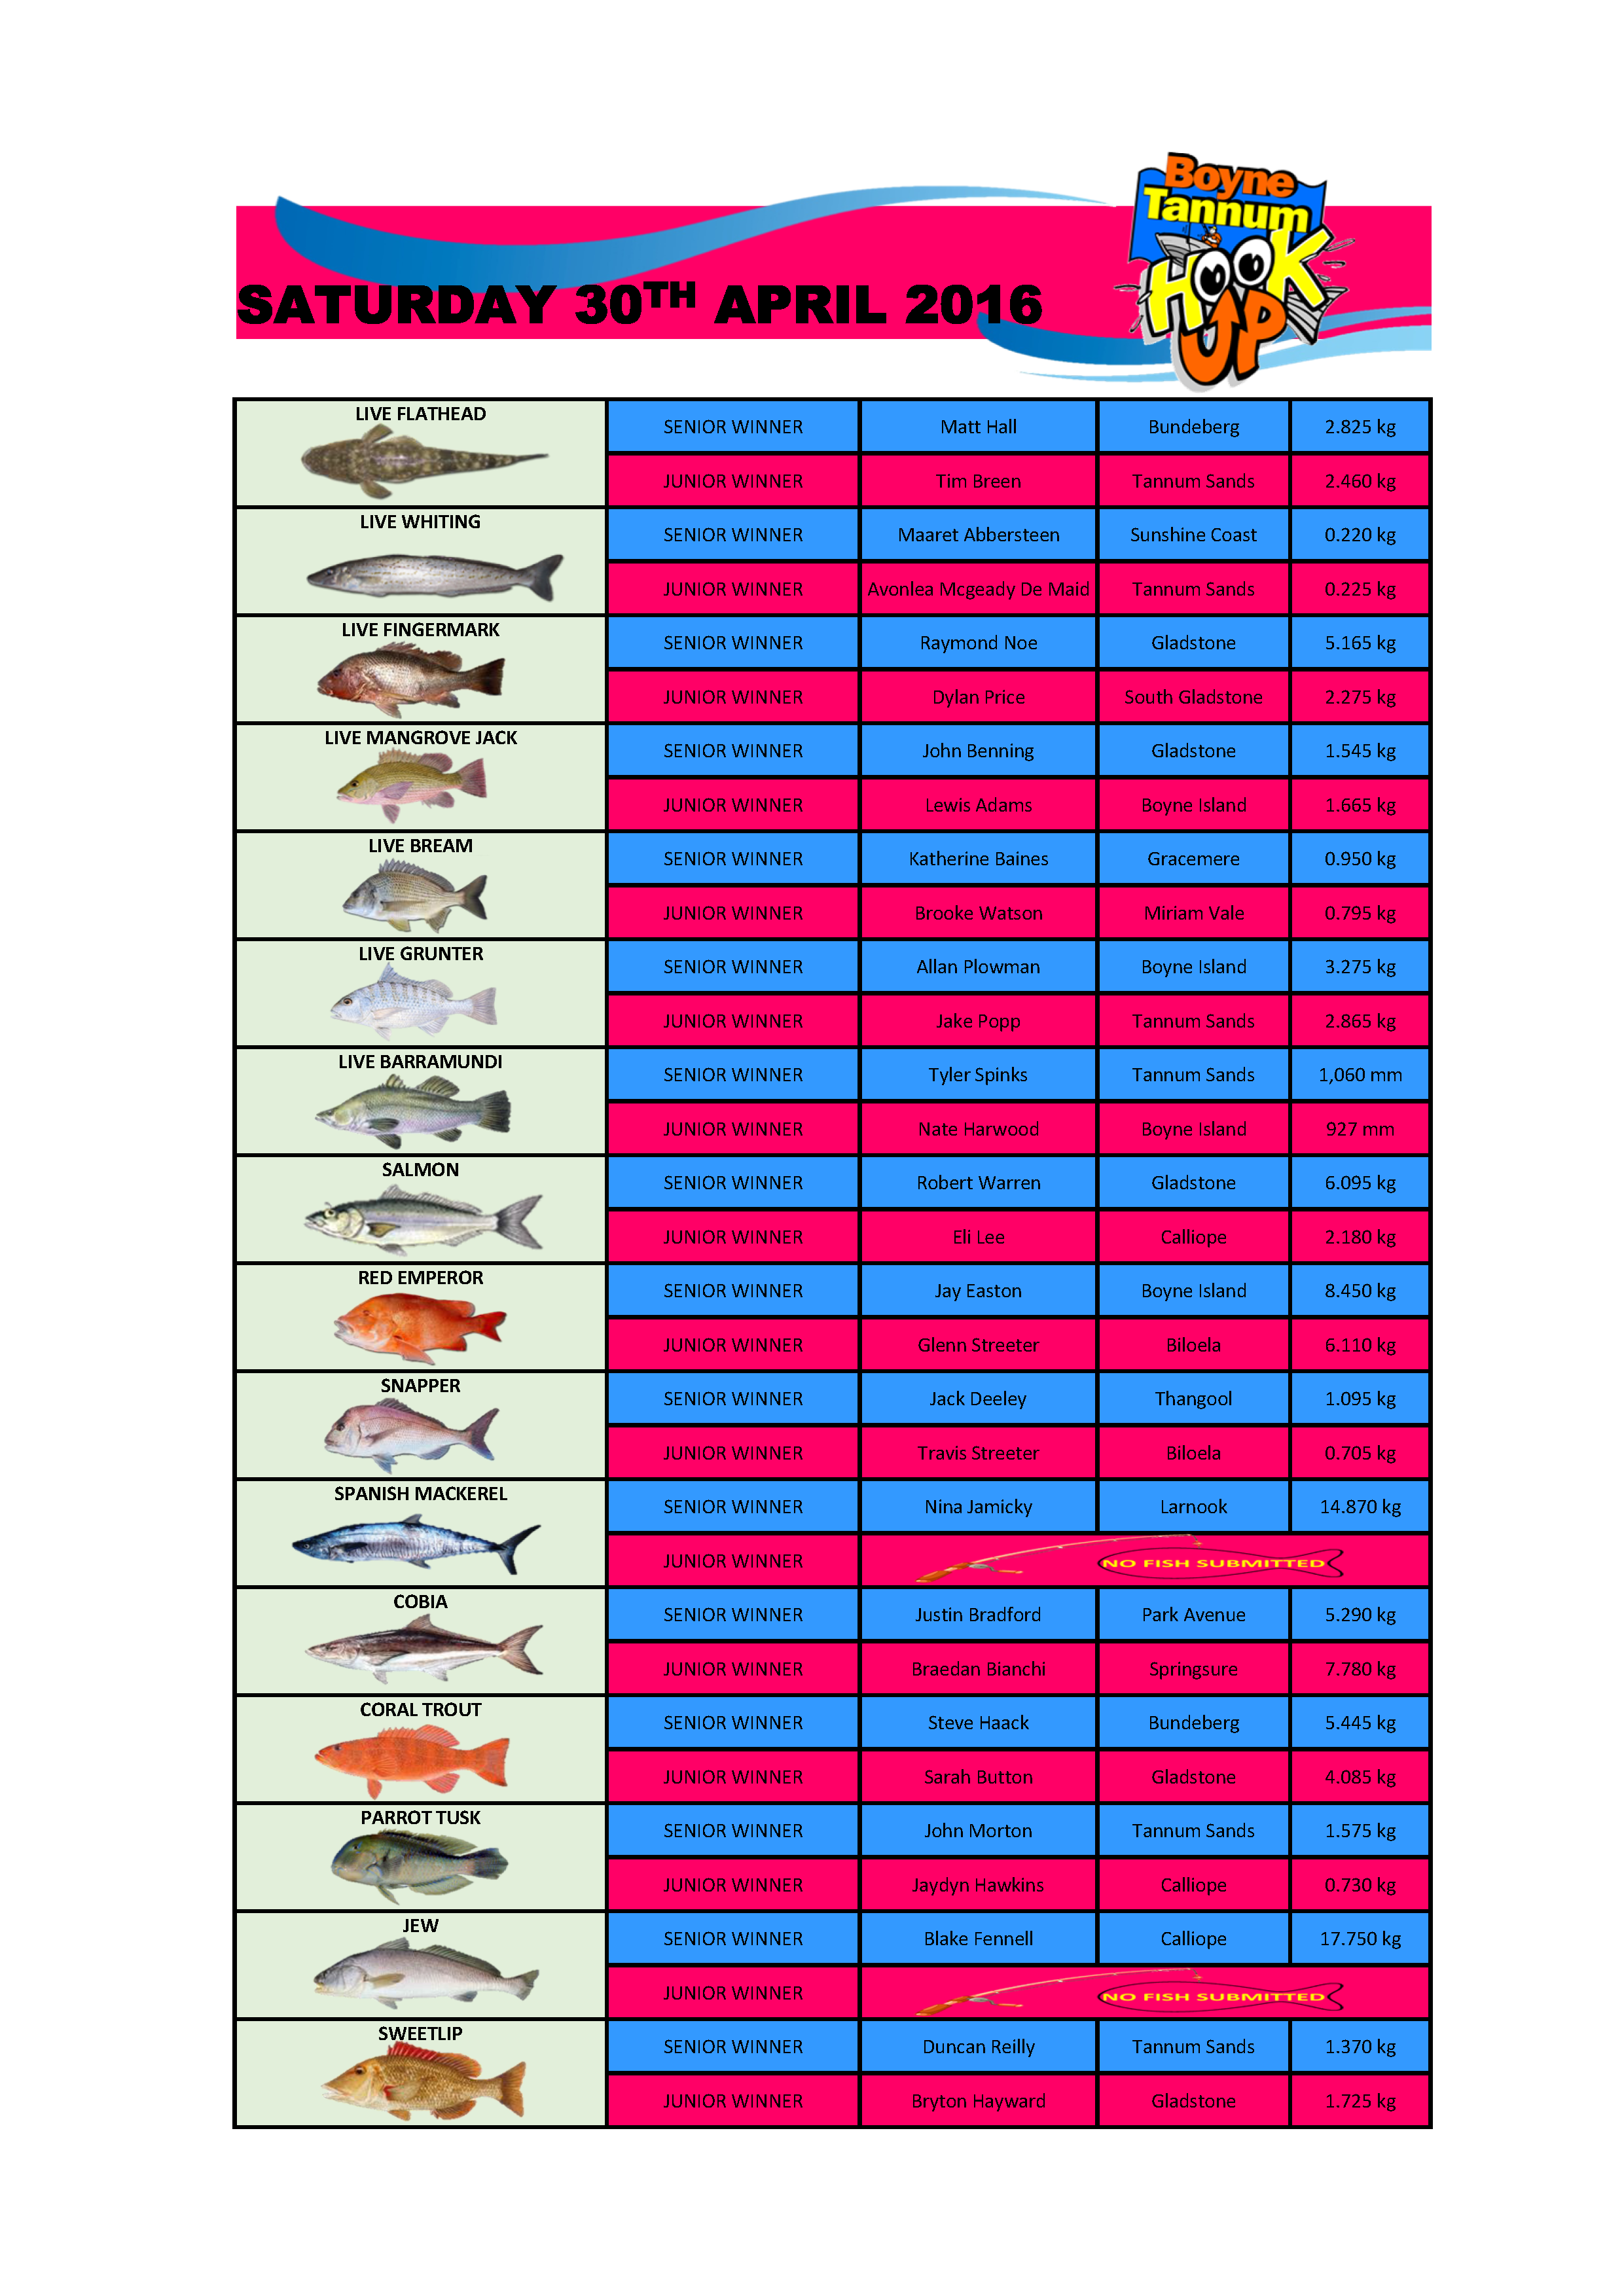 Boyne
Tannum
HOOK
UP
SATURDAY 30TH APRIL 2016
LIVE FLATHEAD
SENIOR WINNER Matt Hall Bundeberg 2.825 kg
JUNIOR WINNER Tim Breen Tannum Sands 2.460 kg
LIVE WHITING
SENIOR WINNER Maaret Abbersteen Sunshine Coast 0.220 kg
JUNIOR WINNER Avonlea Mcgeady De Maid Tannum Sands 0.225 kg
LIVE FINGERMARK
SENIOR WINNER Raymond Noe Gladstone 5.165 kg
JUNIOR WINNER Dylan Price South Gladstone 2.275 kg
LIVE MANGROVE JACK
SENIOR WINNER John Benning Gladstone 1.545 kg
JUNIOR WINNER Lewis Adams Boyne Island 1.665 kg
LIVE BREAM
SENIOR WINNER Katherine Baines Gracemere 0.950 kg
JUNIOR WINNER Brooke Watson Miriam Vale 0.795 kg
LIVE GRUNTER
SENIOR WINNER Allan Plowman Boyne Island 3.275 kg
JUNIOR WINNER Jake Popp Tannum Sands 2.865 kg
LIVE BARRAMUNDI
SENIOR WINNER Tyler Spinks Tannum Sands 1,060 mm
JUNIOR WINNER Nate Harwood Boyne Island 927 mm
SALMON
SENIOR WINNER Robert Warren Gladstone 6.095 kg
JUNIOR WINNER Eli Lee Calliope 2.180 kg
RED EMPEROR
SENIOR WINNER Jay Easton Boyne Island 8.450 kg
JUNIOR WINNER Glenn Streeter Biloela 6.110 kg
SNAPPER
SENIOR WINNER Jack Deeley Thangool 1.095 kg
JUNIOR WINNER Travis Streeter Biloela 0.705 kg
SPANISH MACKEREL
SENIOR WINNER Nina Jamicky Larnook 14.870 kg
JUNIOR WINNER NO FISH SUBMITTED
COBIA
SENIOR WINNER Justin Bradford Park Avenue 5.290 kg
JUNIOR WINNER Braedan Bianchi Springsure 7.780 kg
CORAL TROUT
SENIOR WINNER Steve Haack Bundeberg 5.445 kg
JUNIOR WINNER Sarah Button Gladstone 4.085 kg
PARROT TUSK
SENIOR WINNER John Morton Tannum Sands 1.575 kg
JUNIOR WINNER Jaydyn Hawkins Calliope 0.730 kg
JEW
SENIOR WINNER Blake Fennell Calliope 17.750 kg
JUNIOR WINNER NO FISH SUBMITTED
SWEETLIP
SENIOR WINNER Duncan Reilly Tannum Sands 1.370 kg
JUNIOR WINNER Bryton Hayward Gladstone 1.725 kg